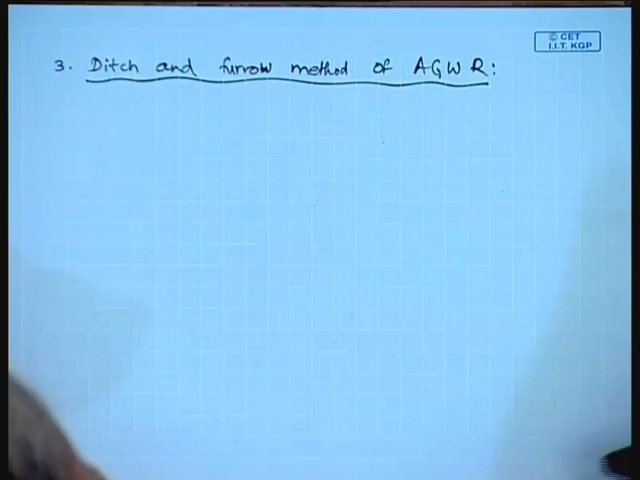 © CET
I.I.T. KGP
3. Ditch and furrow method of AGWR: